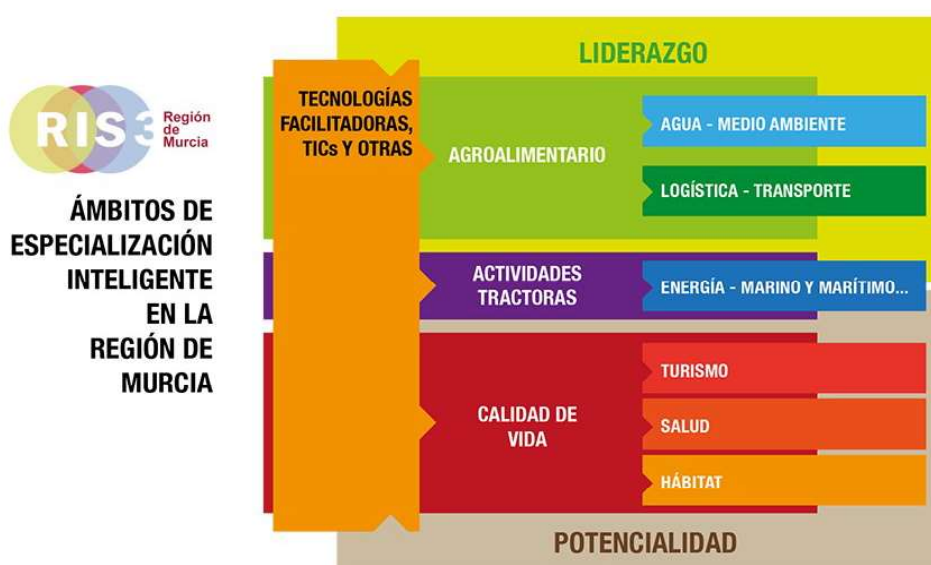 RIS3
Región
de
Murcia
ÁMBITOS DE
ESPECIALIZACIÓN
INTELIGENTE
EN LA
REGIÓN DE
MURCIA
LIDERAZGO
TECNOLOGÍAS
FACILITADORAS,
TICs Y OTRAS
AGROALIMENTARIO
AGUA - MEDIO AMBIENTE
LOGÍSTICA - TRANSPORTE
ACTIVIDADES
TRACTORAS
ENERGÍA - MARINO Y MARÍTIMO...
CALIDAD DE
VIDA
TURISMO
SALUD
HÁBITAT
POTENCIALIDAD